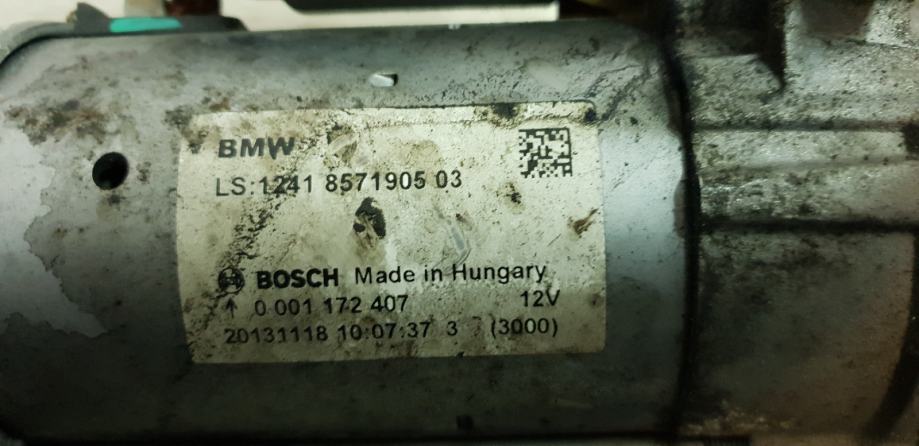 BMW
LS:1241 8571905 03
BOSCH Made in Hungary
↑ 0 001 172 407 12V
20131118 10:07:37 3 (3000)